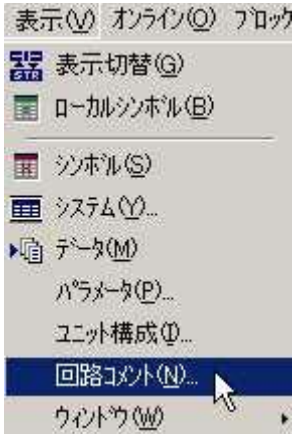 表示(V) オンライン(O) ブロック
表示切替(G)
ローカルシンボル(B)
シンボル(S)
システム(Y)...
データ(M)
パラメータ(P)...
ユニット構成(I)...
回路コメント(N)...
ウィンドウ(W)